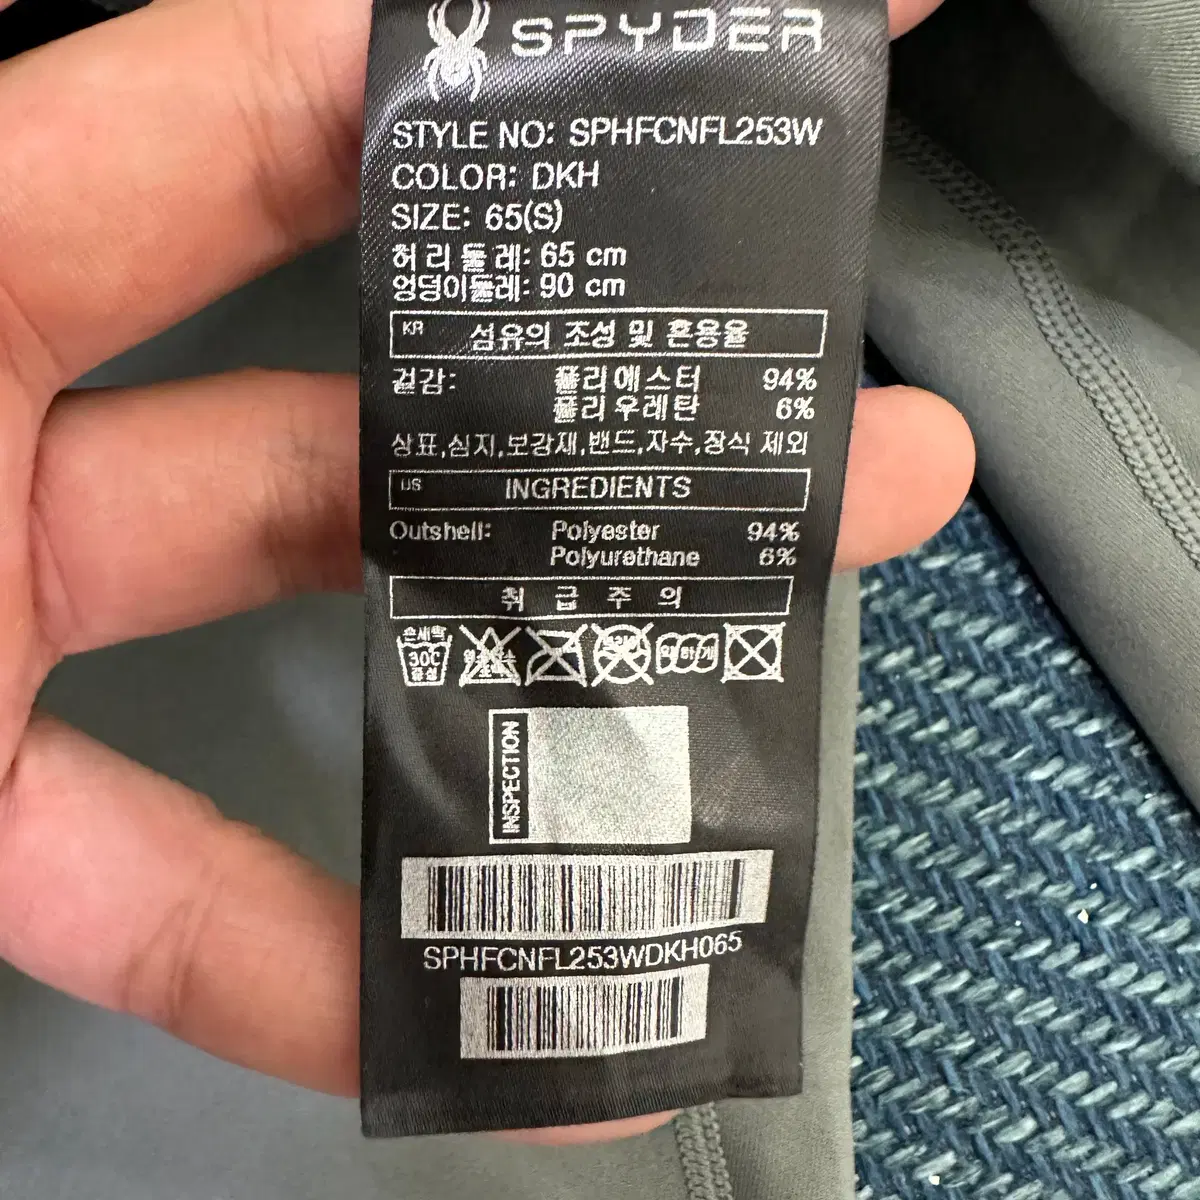 SPYDER
STYLE NO: SPHFCNFL253W
COLOR: DKH
SIZE: 65(S)
허리둘레: 65 cm
엉덩이둘레: 90 cm
KR 섬유의 조성 및 혼용율
겉감: 폴리에스터 94%
폴리우레탄 6%
상표,심지,보강재,밴드,자수,장식 제외
US INGREDIENTS
Outshell: Polyester 94%
Polyurethane 6%
취 급 주 의
손세탁
30C
중성
약하게
INSPECTION
SPHFCNFL253WDKH065